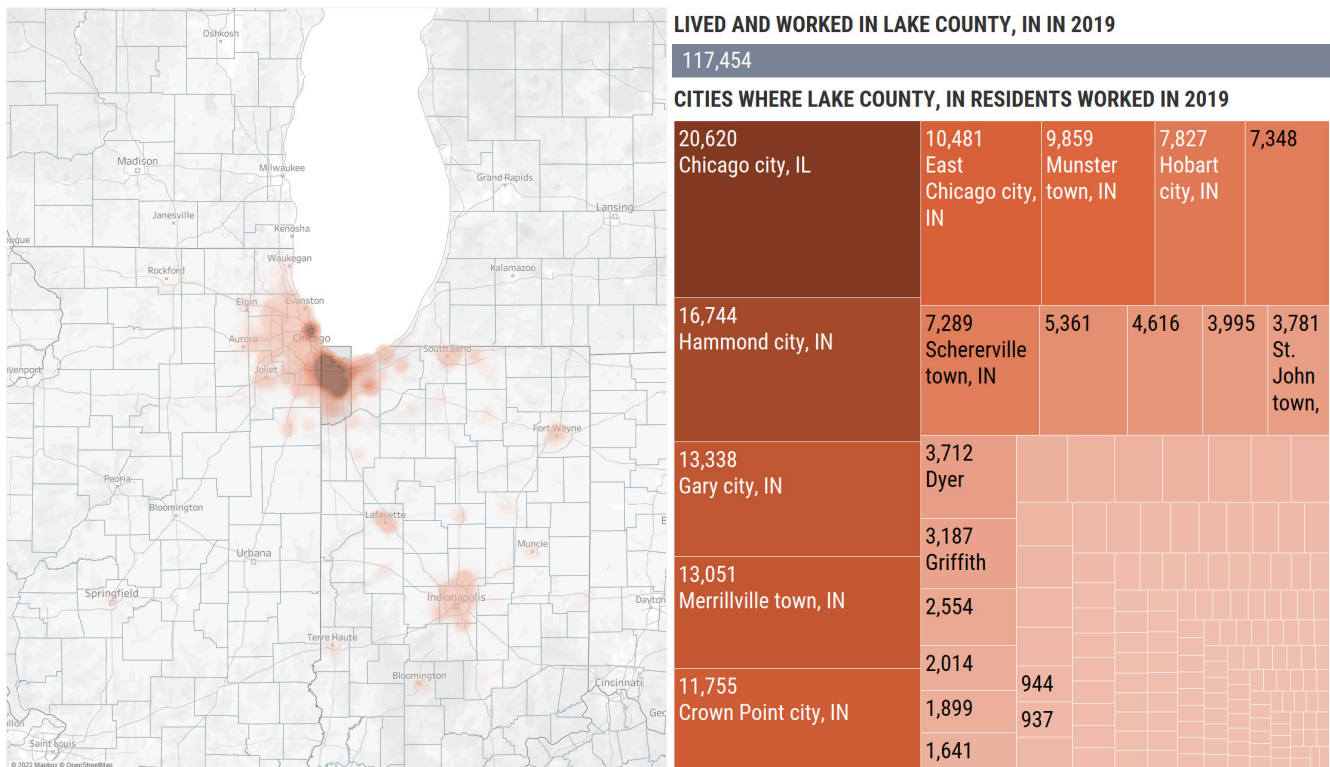 Oshkosh
Madison
Milwaukee
Janesville
Kenosha
Grand Rapids
Lansing
Waukegan
Rockford
Kalamazoo
Elgin
Evanston
Chicago
Aurora
Joliet
South Bend
avenport
Fort Wayne
Peoria
Bloomington
Lafayette
Muncie
Urbana
Springfield
Indianapolis
Dayton
Terre Haute
Bloomington
Cincinnati
Saint Louis
© 2022 Mapbox © OpenStreetMap
LIVED AND WORKED IN LAKE COUNTY, IN IN 2019
117,454
CITIES WHERE LAKE COUNTY, IN RESIDENTS WORKED IN 2019
20,620
Chicago city, IL
16,744
Hammond city, IN
13,338
Gary city, IN
13,051
Merrillville town, IN
11,755
Crown Point city, IN
10,481
East
Chicago city,
IN
9,859
Munster
town, IN
7,827
Hobart
city, IN
7,348
7,289
Schererville
town, IN
5,361
4,616
3,995
3,781
St.
John
town,
3,712
Dyer
3,187
Griffith
2,554
2,014
1,899
1,641
944
937